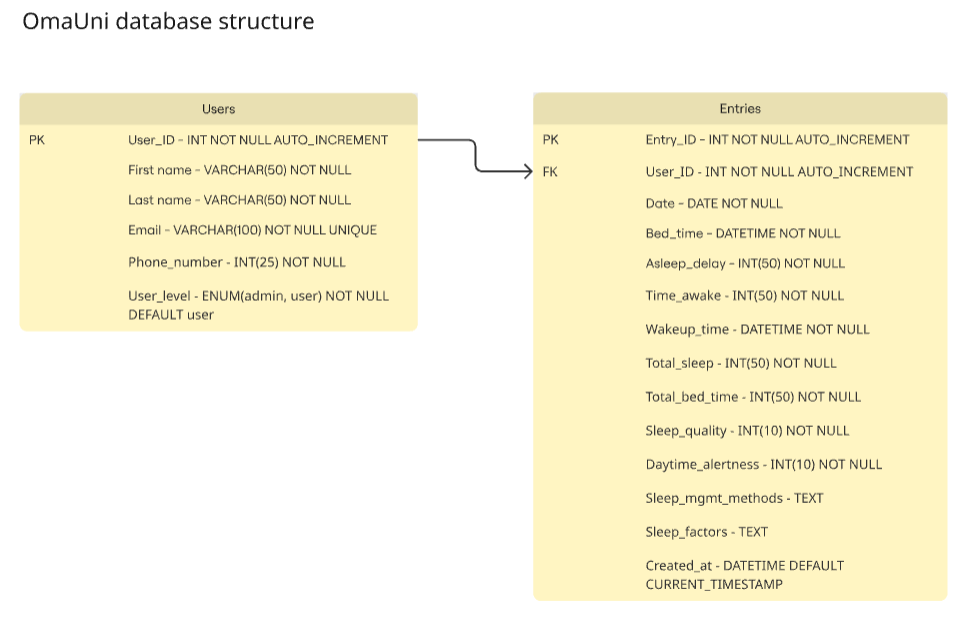 OmaUni database structure
Users
PK
User_ID - INT NOT NULL AUTO_INCREMENT
First name - VARCHAR(50) NOT NULL
Last name - VARCHAR(50) NOT NULL
Email - VARCHAR(100) NOT NULL UNIQUE
Phone_number - INT(25) NOT NULL
User_level - ENUM(admin, user) NOT NULL
DEFAULT user
Entries
PK
Entry_ID - INT NOT NULL AUTO_INCREMENT
FK
User_ID - INT NOT NULL AUTO_INCREMENT
Date - DATE NOT NULL
Bed_time - DATETIME NOT NULL
Asleep_delay - INT(50) NOT NULL
Time_awake - INT(50) NOT NULL
Wakeup_time - DATETIME NOT NULL
Total_sleep - INT(50) NOT NULL
Total_bed_time - INT(50) NOT NULL
Sleep_quality - INT(10) NOT NULL
Daytime_alertness - INT(10) NOT NULL
Sleep_mgmt_methods - TEXT
Sleep_factors - TEXT
Created_at - DATETIME DEFAULT
CURRENT_TIMESTAMP